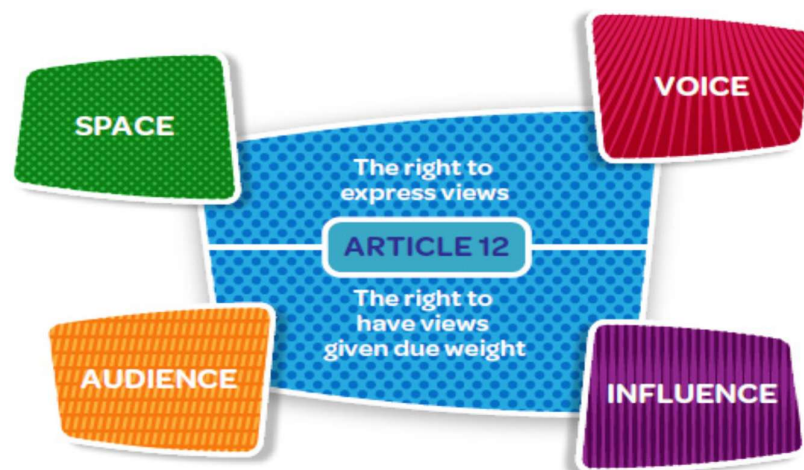 SPACE
VOICE
The right to
express views
ARTICLE 12
The right to
have views
given due weight
AUDIENCE
INFLUENCE